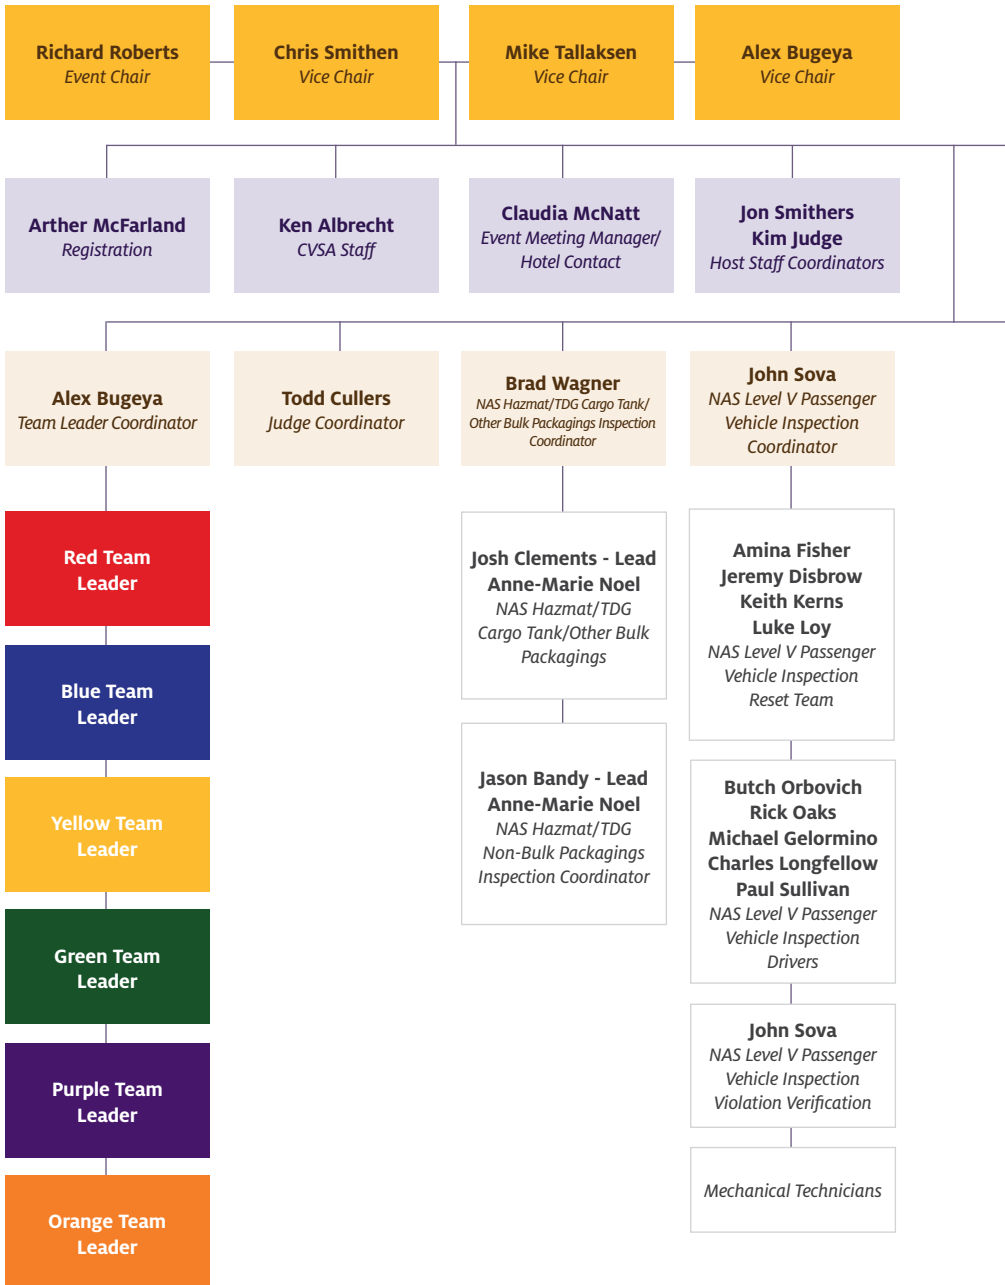 Richard Roberts
Event Chair
Chris Smithen
Vice Chair
Mike Tallaksen
Vice Chair
Alex Bugeya
Vice Chair
Arther McFarland
Registration
Ken Albrecht
CVSA Staff
Claudia McNatt
Event Meeting Manager/
Hotel Contact
Jon Smithers
Kim Judge
Host Staff Coordinators
Alex Bugeya
Team Leader Coordinator
Todd Cullers
Judge Coordinator
Brad Wagner
NAS Hazmat/TDG Cargo Tank/
Other Bulk Packagings Inspection
Coordinator
John Sova
NAS Level V Passenger
Vehicle Inspection
Coordinator
Red Team
Leader
Blue Team
Leader
Yellow Team
Leader
Green Team
Leader
Purple Team
Leader
Orange Team
Leader
Josh Clements - Lead
Anne-Marie Noel
NAS Hazmat/TDG
Cargo Tank/Other Bulk
Packagings
Jason Bandy - Lead
Anne-Marie Noel
NAS Hazmat/TDG
Non-Bulk Packagings
Inspection Coordinator
Amina Fisher
Jeremy Disbrow
Keith Kerns
Luke Loy
NAS Level V Passenger
Vehicle Inspection
Reset Team
Butch Orbovich
Rick Oaks
Michael Gelormino
Charles Longfellow
Paul Sullivan
NAS Level V Passenger
Vehicle Inspection
Drivers
John Sova
NAS Level V Passenger
Vehicle Inspection
Violation Verification
Mechanical Technicians